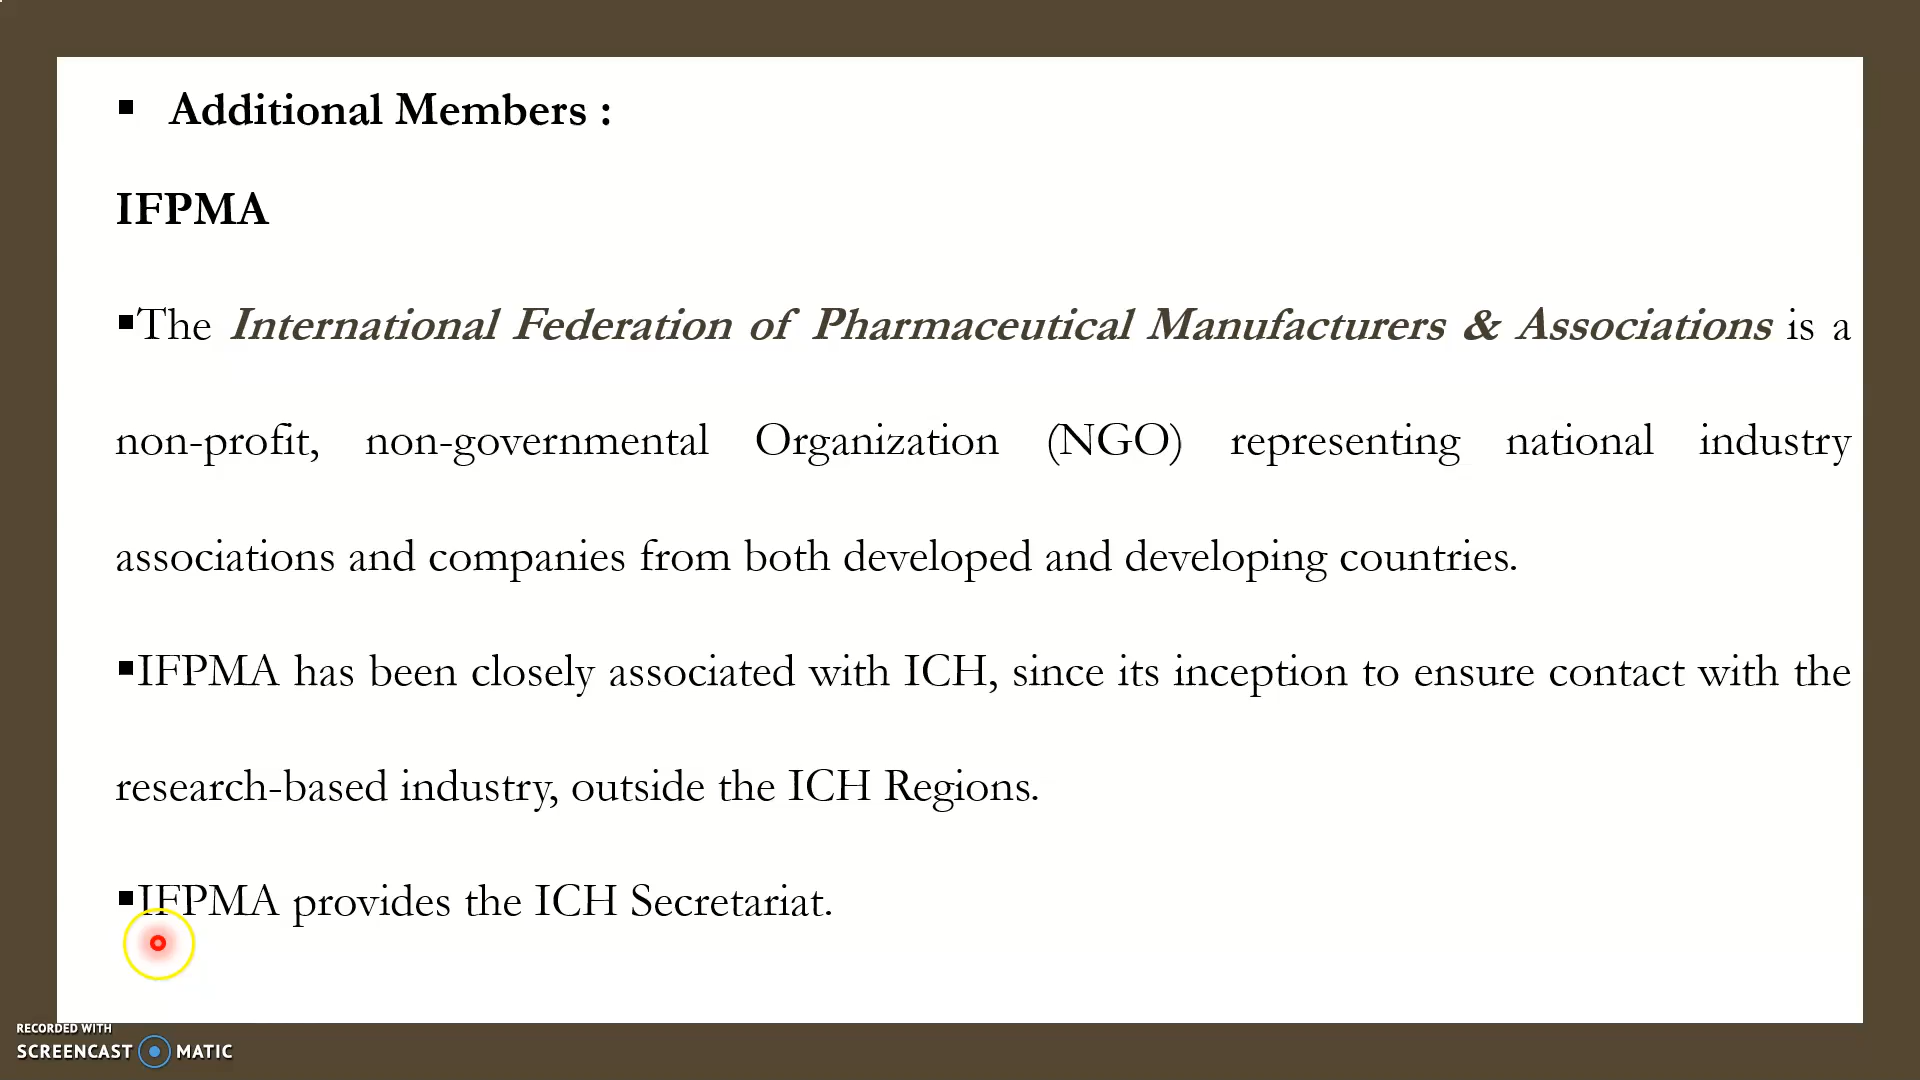 ▪ Additional Members :
IFPMA
▪The International Federation of Pharmaceutical Manufacturers & Associations is a
non-profit, non-governmental Organization (NGO) representing national industry
associations and companies from both developed and developing countries.
▪IFPMA has been closely associated with ICH, since its inception to ensure contact with the
research-based industry, outside the ICH Regions.
▪IFPMA provides the ICH Secretariat.
RECORDED WITH
SCREENCAST MATIC